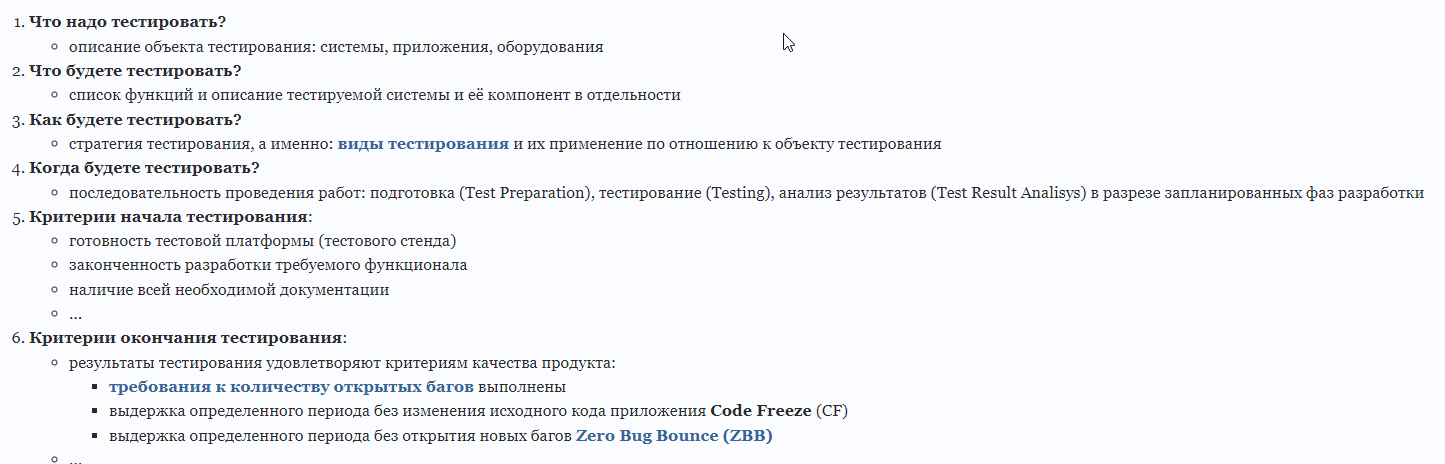 1. Что надо тестировать?
описание объекта тестирования: системы, приложения, оборудования
2. Что будете тестировать?
список функций и описание тестируемой системы и её компонент в отдельности
3. Как будете тестировать?
стратегия тестирования, а именно: виды тестирования и их применение по отношению к объекту тестирования
4. Когда будете тестировать?
последовательность проведения работ: подготовка (Test Preparation), тестирование (Testing), анализ результатов (Test Result Analisys) в разрезе запланированных фаз разработки
5. Критерии начала тестирования:
готовность тестовой платформы (тестового стенда)
законченность разработки требуемого функционала
наличие всей необходимой документации
...
6. Критерии окончания тестирования:
результаты тестирования удовлетворяют критериям качества продукта:
требования к количеству открытых багов выполнены
выдержка определенного периода без изменения исходного кода приложения Code Freeze (CF)
выдержка определенного периода без открытия новых багов Zero Bug Bounce (ZBB)
...